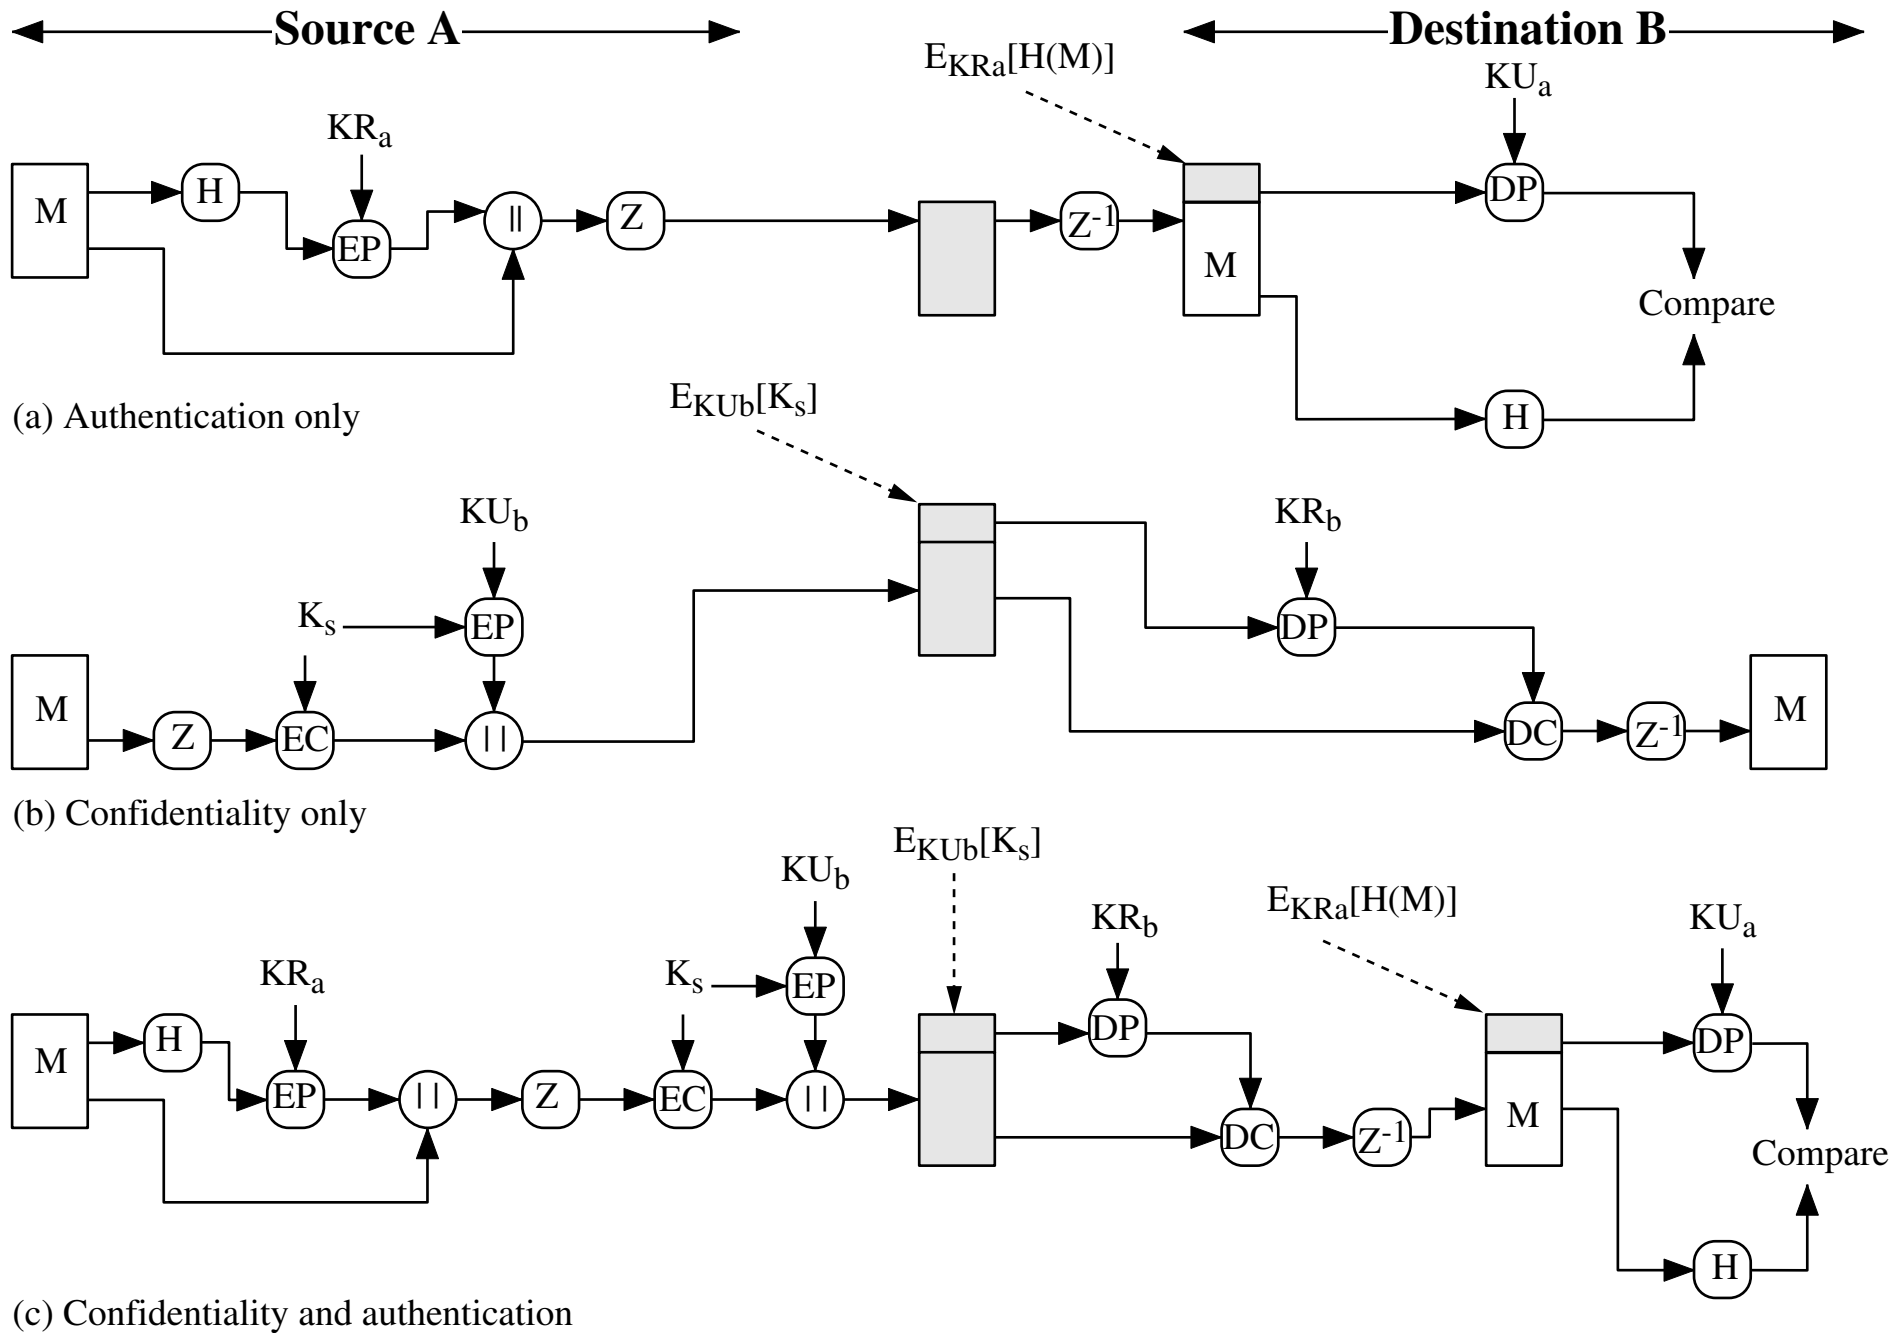 Source A
Destination B
E_KRa[H(M)]
KU_a
KR_a
M
H
EP
||
Z
Z^-1
M
DP
Compare
H
(a) Authentication only
E_KUb[K_s]
KU_b
KR_b
K_s
EP
DP
M
Z
EC
||
DC
Z^-1
M
(b) Confidentiality only
E_KUb[K_s]
KU_b
E_KRa[H(M)]
KR_b
KU_a
KR_a
K_s
EP
M
H
EP
||
Z
EC
||
DP
DC
Z^-1
M
DP
Compare
H
(c) Confidentiality and authentication